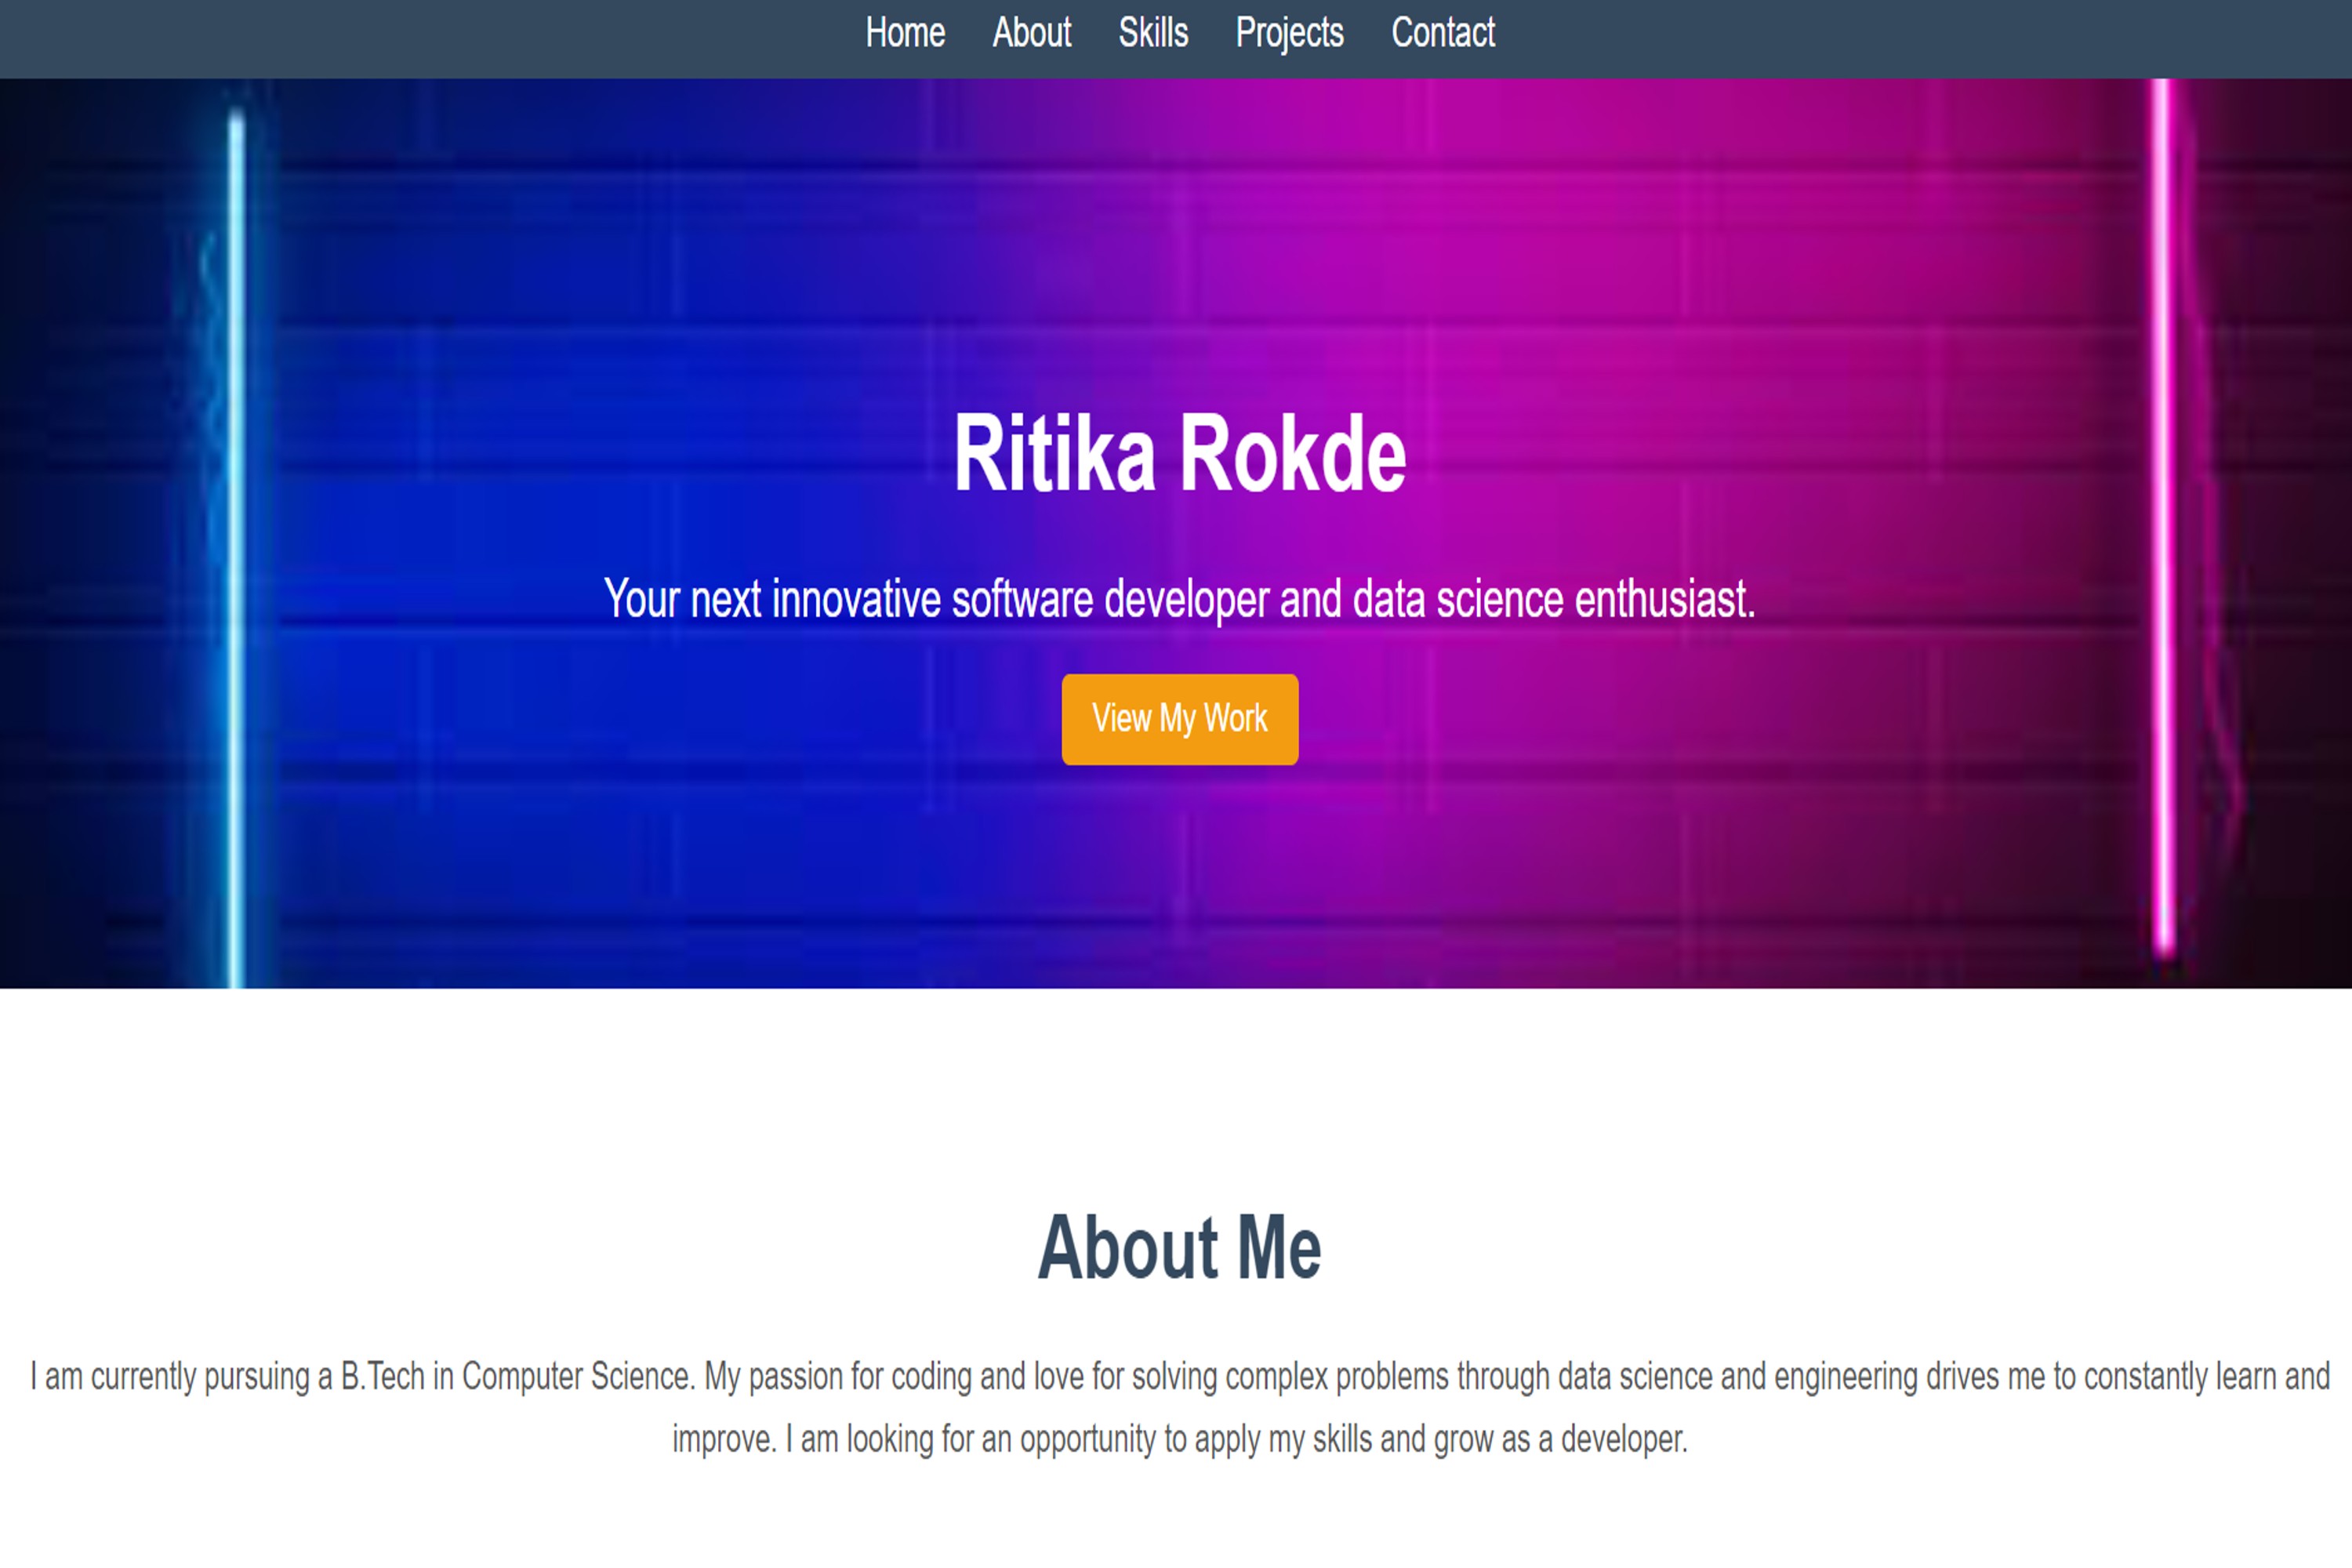 Home About Skills Projects Contact
Ritika Rokde
Your next innovative software developer and data science enthusiast.
View My Work
About Me
I am currently pursuing a B.Tech in Computer Science. My passion for coding and love for solving complex problems through data science and engineering drives me to constantly learn and
improve. I am looking for an opportunity to apply my skills and grow as a developer.